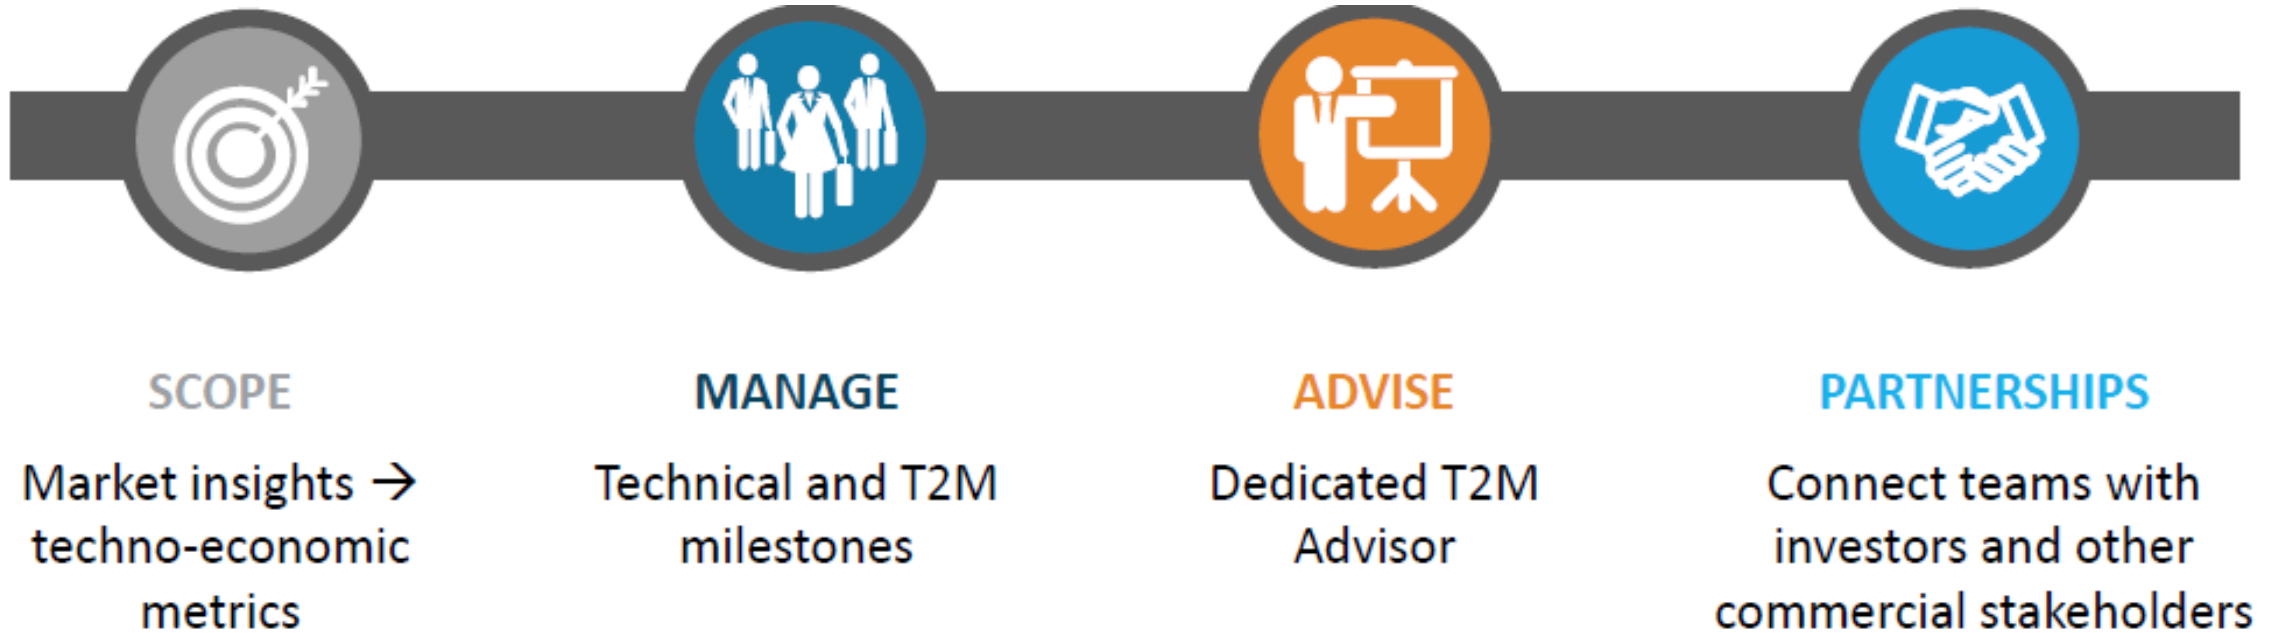 SCOPE
Market insights →
techno-economic
metrics
MANAGE
Technical and T2M
milestones
ADVISE
Dedicated T2M
Advisor
PARTNERSHIPS
Connect teams with
investors and other
commercial stakeholders